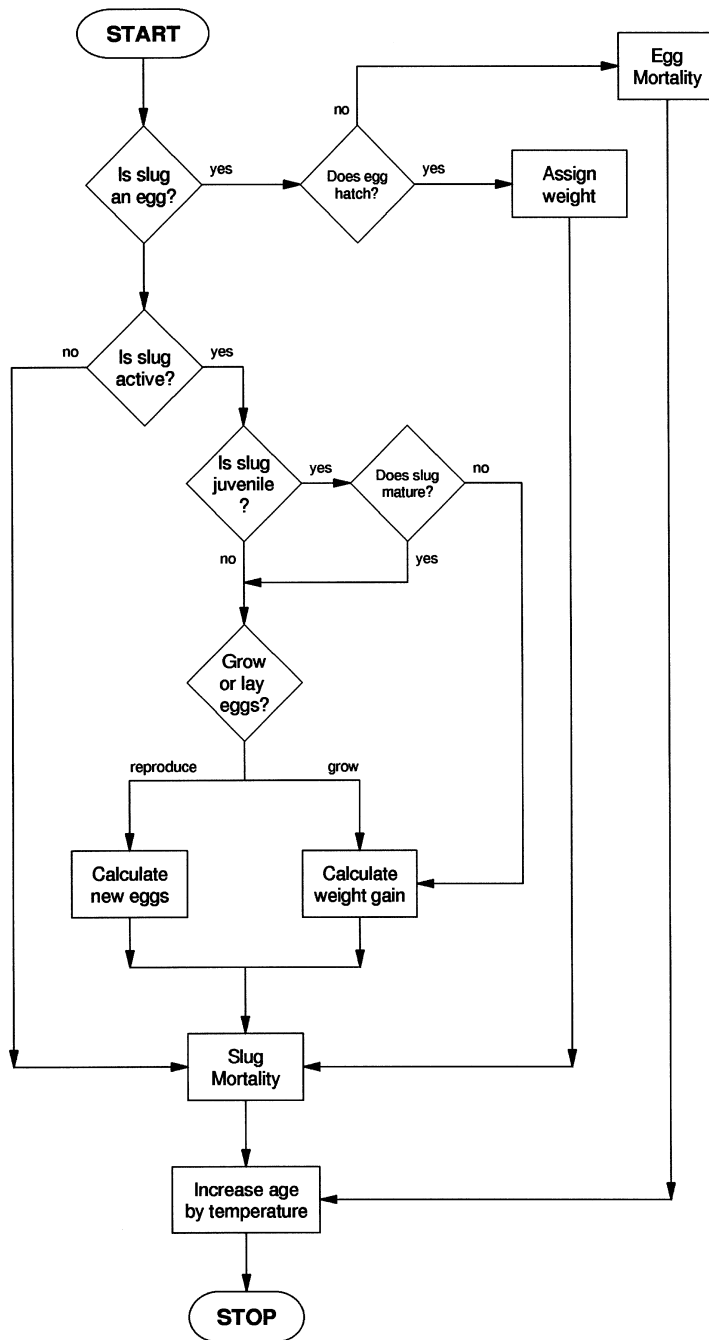 START
Egg
Mortality
no
Is slug
an egg?
yes
Does egg
hatch?
yes
Assign
weight
no
Is slug
active?
yes
Is slug
juvenile
?
yes
Does slug
mature?
no
no
yes
Grow
or lay
eggs?
reproduce
grow
Calculate
new eggs
Calculate
weight gain
Slug
Mortality
Increase age
by temperature
STOP